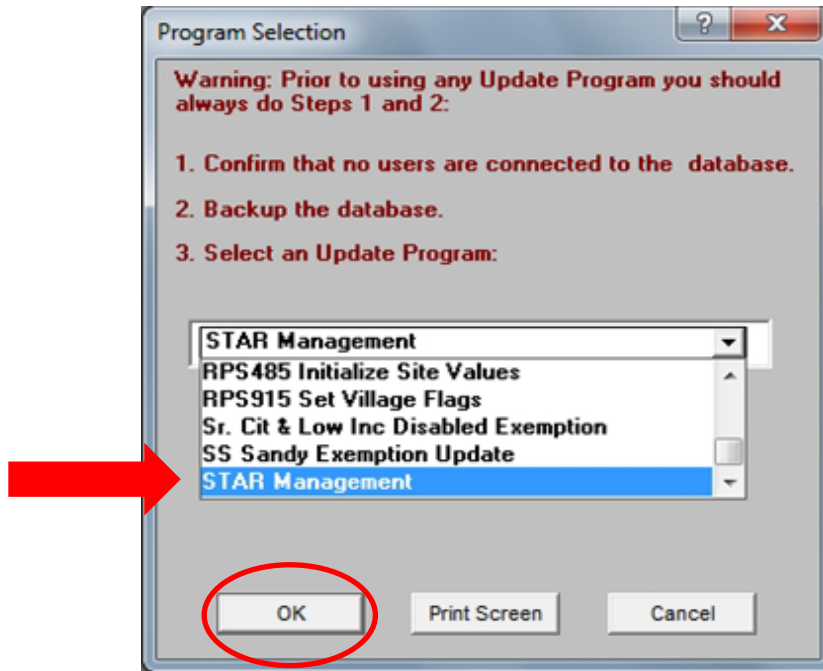 Program Selection
Warning: Prior to using any Update Program you should
always do Steps 1 and 2:
1. Confirm that no users are connected to the database.
2. Backup the database.
3. Select an Update Program:
STAR Management
RPS485 Initialize Site Values
RPS915 Set Village Flags
Sr. Cit & Low Inc Disabled Exemption
SS Sandy Exemption Update
STAR Management
OK Print Screen Cancel